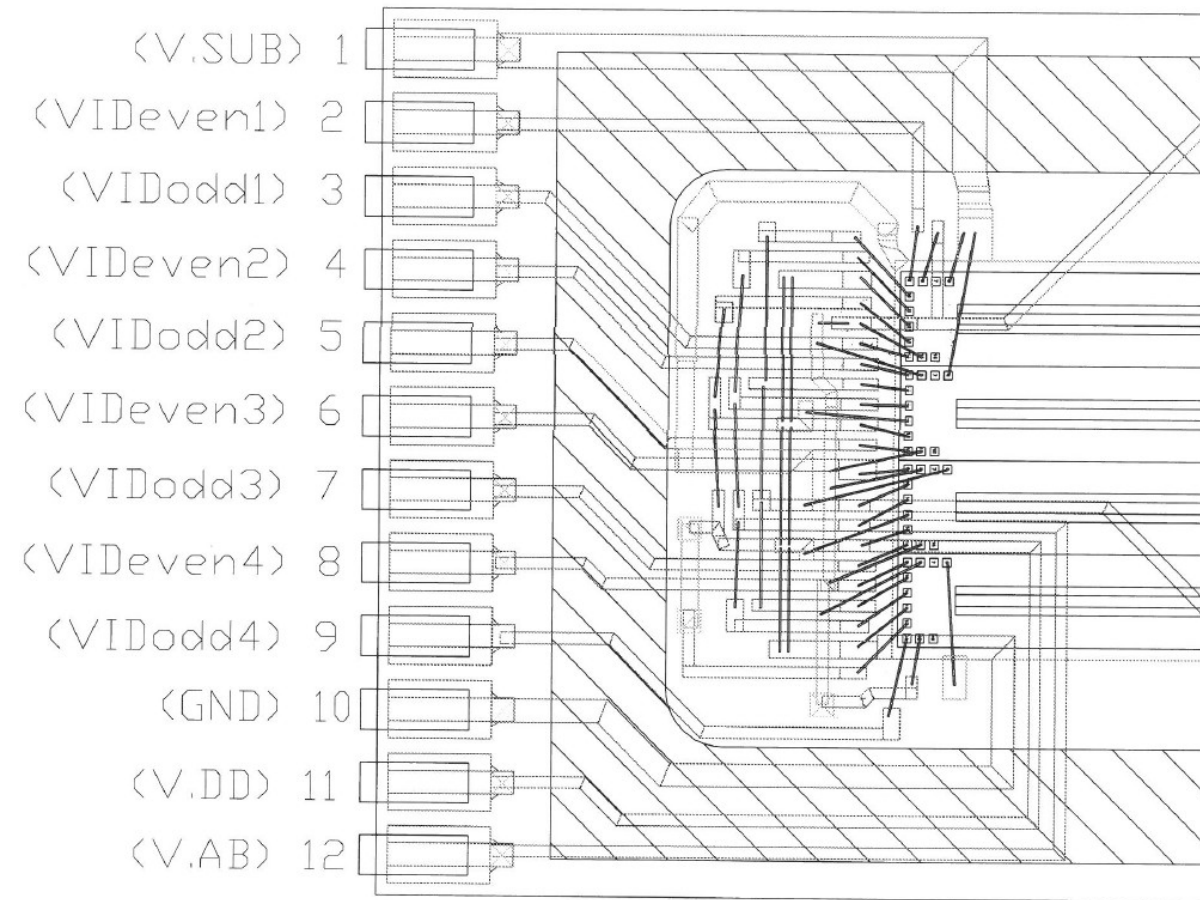 (V.SUB) 1
(VIDeven1) 2
(VIDodd1) 3
(VIDeven2) 4
(VIDodd2) 5
(VIDeven3) 6
(VIDodd3) 7
(VIDeven4) 8
(VIDodd4) 9
(GND) 10
(V.DD) 11
(V.AB) 12